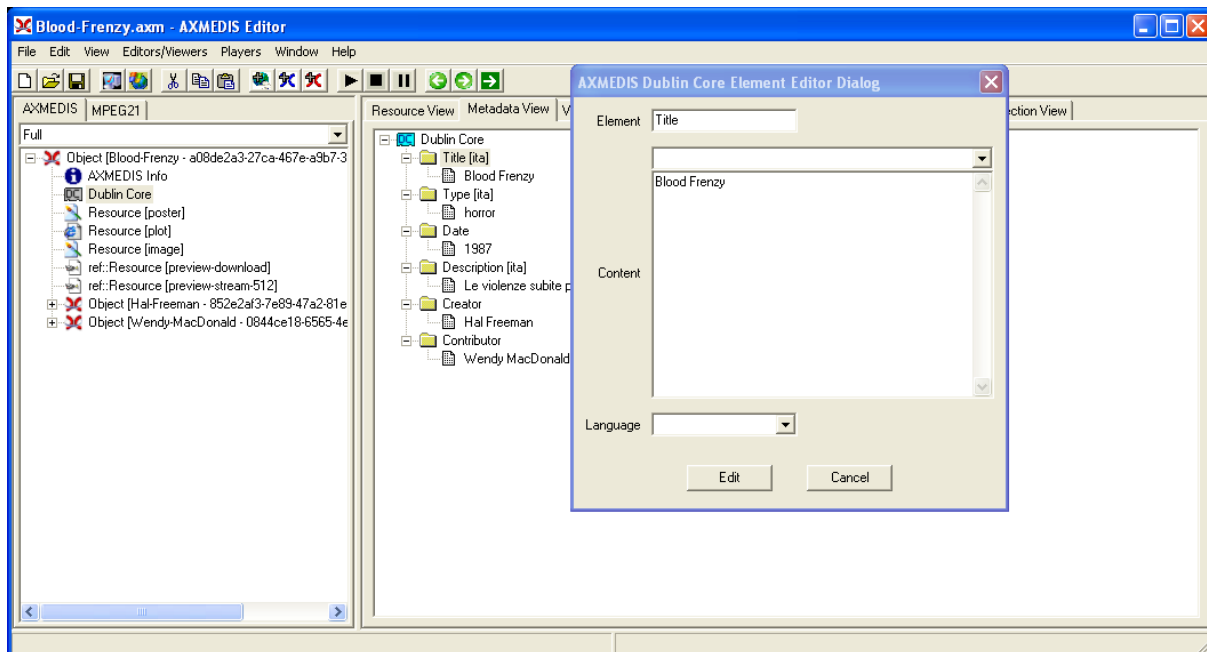 Blood-Frenzy.axm - AXMEDIS Editor
File Edit View Editors/Viewers Players Window Help
AXMEDIS MPEG21
Full
Object [Blood-Frenzy - a08de2a3-27ca-467e-a9b7-3
AXMEDIS Info
Dublin Core
Resource [poster]
Resource [plot]
Resource [image]
ref::Resource [preview-download]
ref::Resource [preview-stream-512]
Object [Hal-Freeman - 852e2af3-7e89-47a2-81e
Object [Wendy-MacDonald - 0844ce18-6565-4e
Resource View Metadata View V ection View
Dublin Core
Title [ita]
Blood Frenzy
Type [ita]
horror
Date
1987
Description [ita]
Le violenze subite p
Creator
Hal Freeman
Contributor
Wendy MacDonald
AXMEDIS Dublin Core Element Editor Dialog
Element Title
Blood Frenzy
Content
Language
Edit Cancel